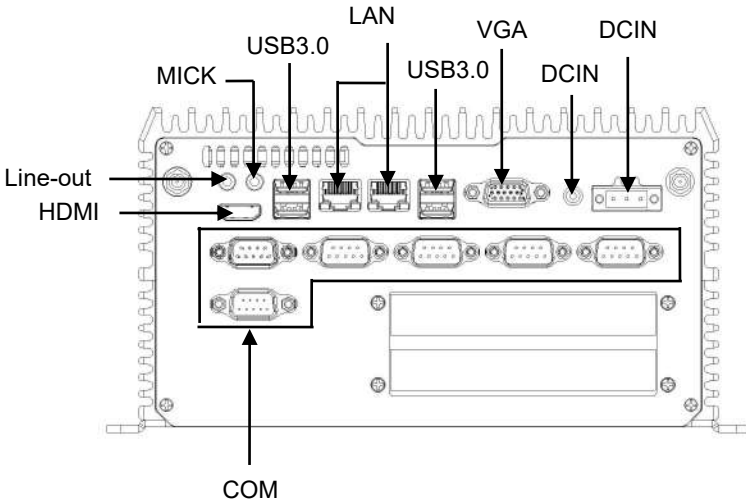 LAN
VGA
DCIN
USB3.0
USB3.0
DCIN
MICK
Line-out
HDMI
COM